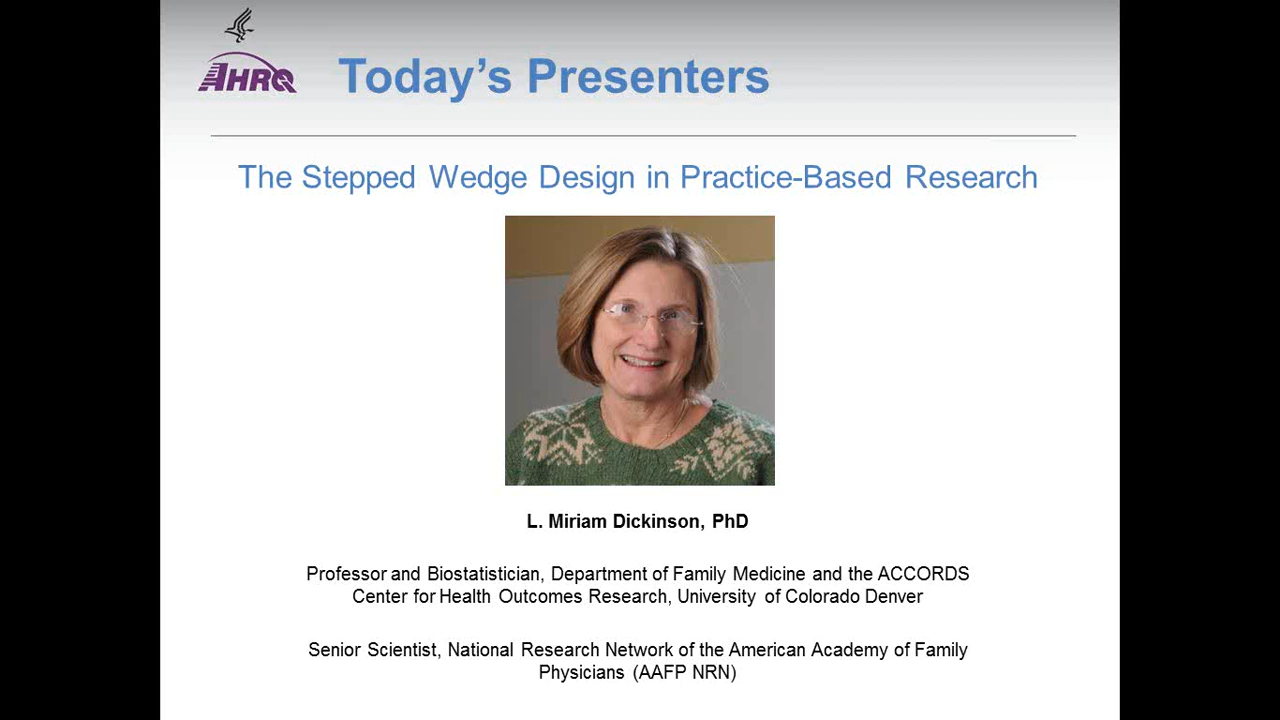 AHRQ
Today's Presenters
The Stepped Wedge Design in Practice-Based Research
L. Miriam Dickinson, PhD
Professor and Biostatistician, Department of Family Medicine and the ACCORDS
Center for Health Outcomes Research, University of Colorado Denver
Senior Scientist, National Research Network of the American Academy of Family
Physicians (AAFP NRN)